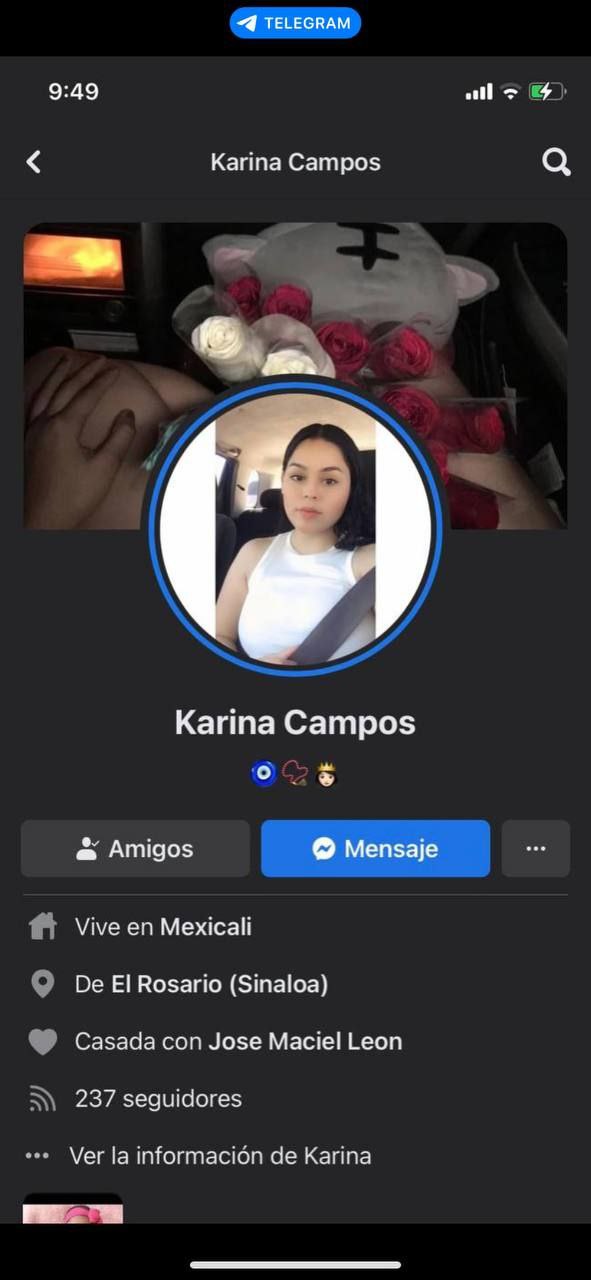 TELEGRAM
9:49
Karina Campos
Karina Campos
Amigos
Mensaje
Vive en Mexicali
De El Rosario (Sinaloa)
Casada con Jose Maciel Leon
237 seguidores
Ver la información de Karina